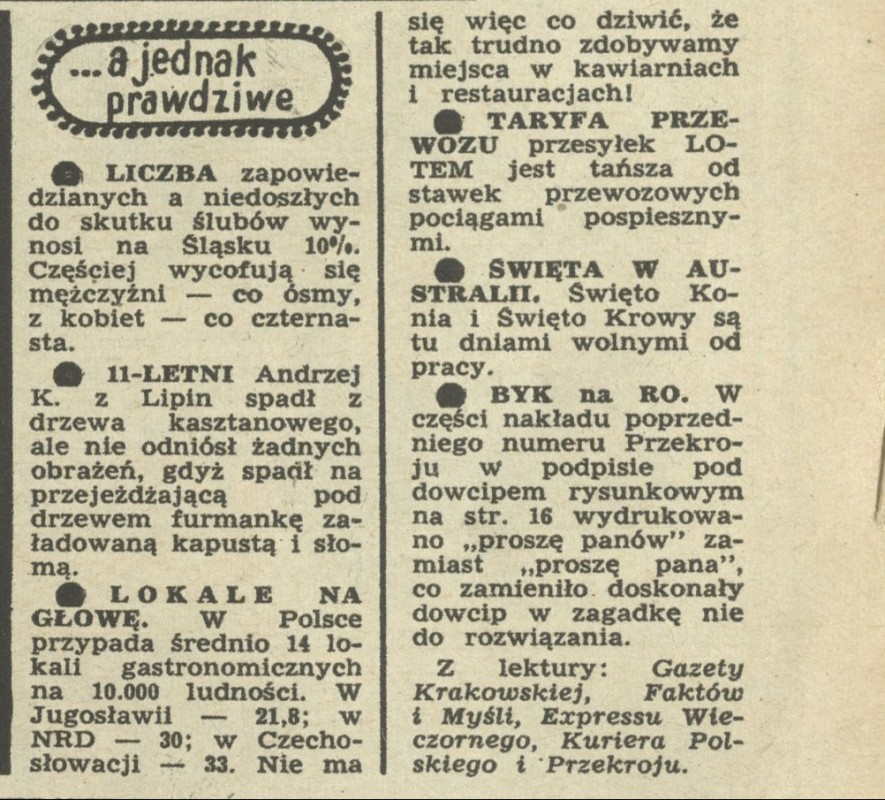 ...a jednak
prawdziwe
● LICZBA zapowie-
dzianych a niedoszłych
do skutku ślubów wy-
nosi na Śląsku 10%.
Częściej wycofują się
mężczyźni — co ósmy,
z kobiet — co czterna-
sta.
● 11-LETNI Andrzej
K. z Lipin spadł z
drzewa kasztanowego,
ale nie odniósł żadnych
obrażeń, gdyż spadł na
przejeżdżającą pod
drzewem furmankę za-
ładowaną kapustą i sło-
mą.
● LOKALE NA
GŁOWĘ. W Polsce
przypada średnio 14 lo-
kali gastronomicznych
na 10.000 ludności. W
Jugosławii — 21,8; w
NRD — 30; w Czecho-
słowacji — 33. Nie ma
się więc co dziwić, że
tak trudno zdobywamy
miejsca w kawiarniach
i restauracjach!
● TARYFA PRZE-
WOZU przesyłek LO-
TEM jest tańsza od
stawek przewozowych
pociągami pospieszny-
mi.
● ŚWIĘTA W AU-
STRALII. Święto Ko-
nia i Święto Krowy są
tu dniami wolnymi od
pracy.
● BYK na RO. W
części nakładu poprzed-
niego numeru Przekro-
ju w podpisie pod
dowcipem rysunkowym
na str. 16 wydrukowa-
no „proszę panów” za-
miast „proszę pana”,
co zamieniło doskonały
dowcip w zagadkę nie
do rozwiązania.
Z lektury: Gazety
Krakowskiej, Faktów
i Myśli, Expressu Wie-
czornego, Kuriera Pol-
skiego i Przekroju.